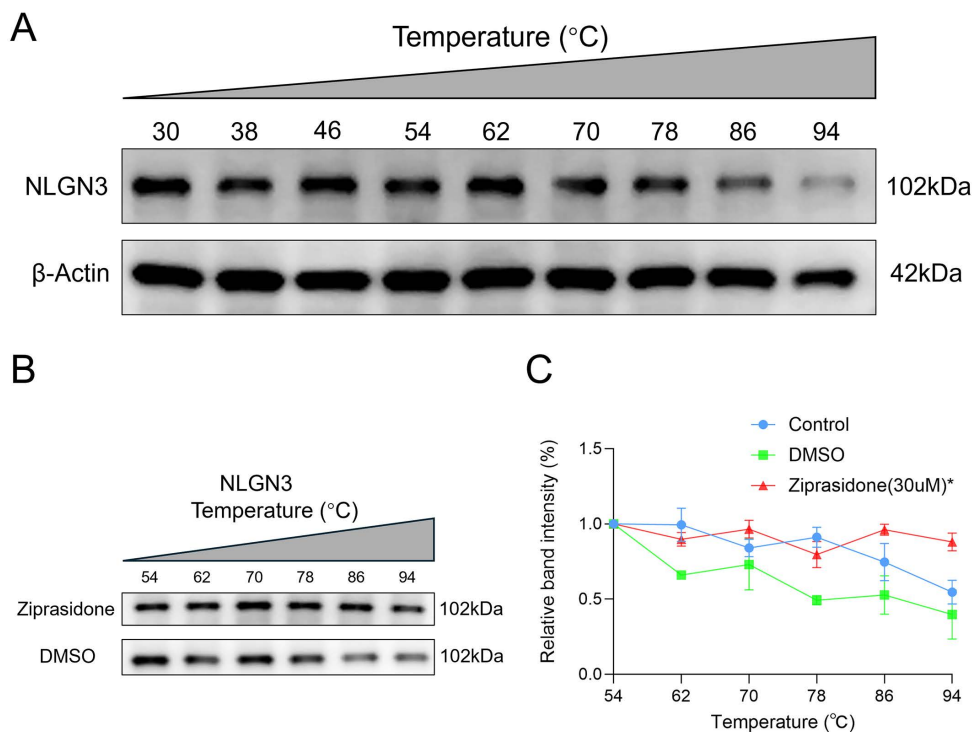 A
Temperature (°C)
30 38 46 54 62 70 78 86 94
NLGN3 102kDa
β-Actin 42kDa
B
NLGN3
Temperature (°C)
54 62 70 78 86 94
Ziprasidone 102kDa
DMSO 102kDa
C
Control
DMSO
Ziprasidone(30uM)*
Relative band intensity (%)
1.5
1.0
0.5
0.0
54 62 70 78 86 94
Temperature (℃)